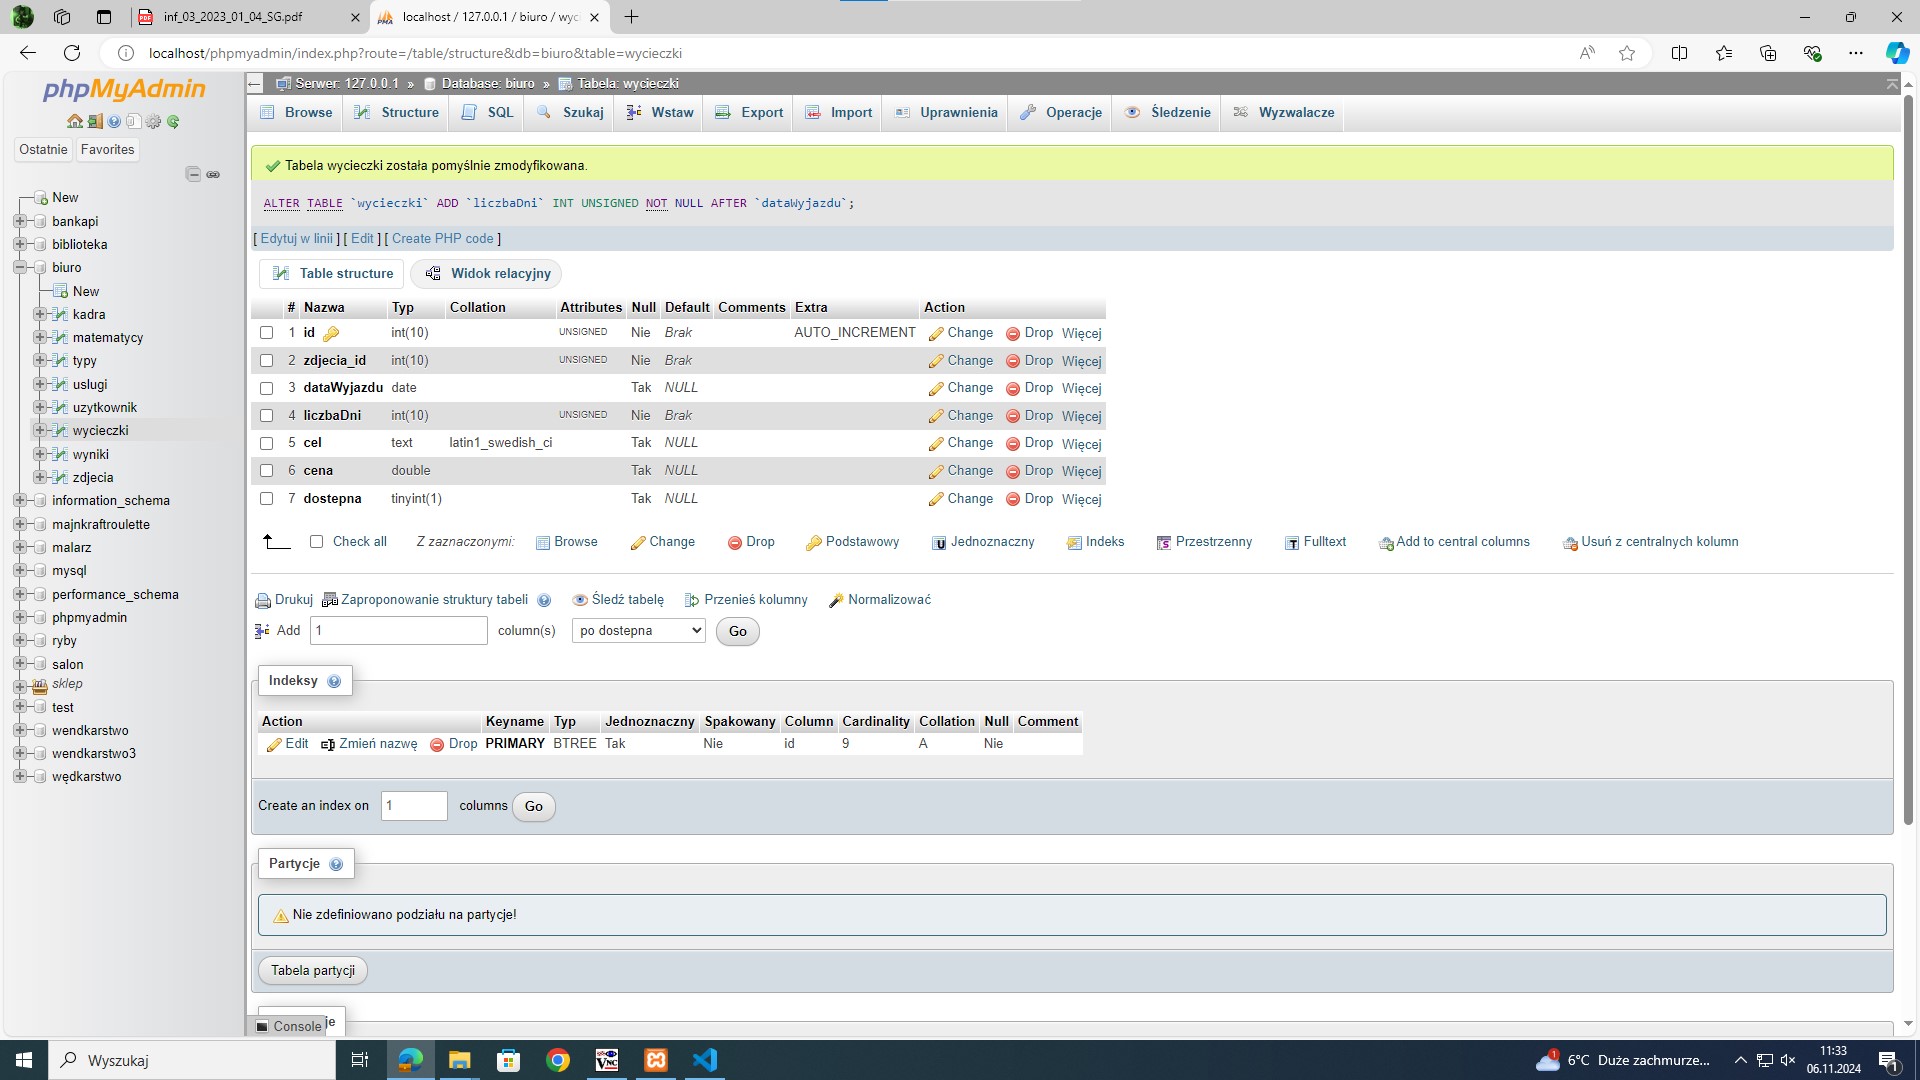 inf_03_2023_01_04_SG.pdf
localhost / 127.0.0.1 / biuro / wyc
localhost/phpmyadmin/index.php?route=/table/structure&db=biuro&table=wycieczki
phpMyAdmin
Ostatnie Favorites
New
bankapi
biblioteka
biuro
New
kadra
matematycy
typy
uslugi
uzytkownik
wycieczki
wyniki
zdjecia
information_schema
majnkraftroulette
malarz
mysql
performance_schema
phpmyadmin
ryby
salon
sklep
test
wendkarstwo
wendkarstwo3
wędkarstwo
Serwer: 127.0.0.1 » Database: biuro » Tabela: wycieczki
Browse Structure SQL Szukaj Wstaw Export Import Uprawnienia Operacje Śledzenie Wyzwalacze
Tabela wycieczki została pomyślnie zmodyfikowana.
ALTER TABLE `wycieczki` ADD `liczbaDni` INT UNSIGNED NOT NULL AFTER `dataWyjazdu`;
[ Edytuj w linii ] [ Edit ] [ Create PHP code ]
Table structure Widok relacyjny
# Nazwa Typ Collation Attributes Null Default Comments Extra Action
1 id int(10) UNSIGNED Nie Brak AUTO_INCREMENT Change Drop Więcej
2 zdjecia_id int(10) UNSIGNED Nie Brak Change Drop Więcej
3 dataWyjazdu date Tak NULL Change Drop Więcej
4 liczbaDni int(10) UNSIGNED Nie Brak Change Drop Więcej
5 cel text latin1_swedish_ci Tak NULL Change Drop Więcej
6 cena double Tak NULL Change Drop Więcej
7 dostepna tinyint(1) Tak NULL Change Drop Więcej
Check all Z zaznaczonymi: Browse Change Drop Podstawowy Jednoznaczny Indeks Przestrzenny Fulltext Add to central columns Usuń z centralnych kolumn
Drukuj Zaproponowanie struktury tabeli Śledź tabelę Przenieś kolumny Normalizować
Add 1 column(s) po dostepna Go
Indeksy
Action Keyname Typ Jednoznaczny Spakowany Column Cardinality Collation Null Comment
Edit Zmień nazwę Drop PRIMARY BTREE Tak Nie id 9 A Nie
Create an index on 1 columns Go
Partycje
Nie zdefiniowano podziału na partycje!
Tabela partycji
Console je
Wyszukaj
1
6°C Duże zachmurze...
11:33
06.11.2024
1